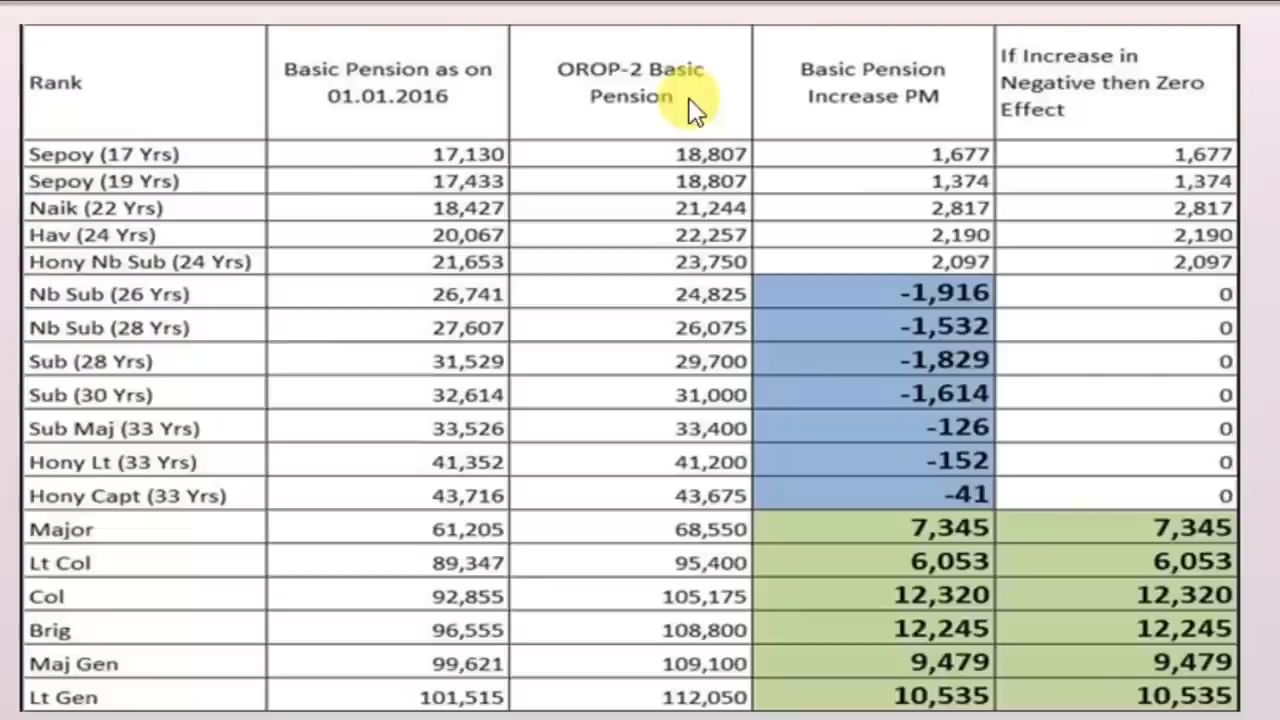 Rank Basic Pension as on 01.01.2016 OROP-2 Basic Pension Basic Pension Increase PM If Increase in Negative then Zero Effect
Sepoy (17 Yrs) 17,130 18,807 1,677 1,677
Sepoy (19 Yrs) 17,433 18,807 1,374 1,374
Naik (22 Yrs) 18,427 21,244 2,817 2,817
Hav (24 Yrs) 20,067 22,257 2,190 2,190
Hony Nb Sub (24 Yrs) 21,653 23,750 2,097 2,097
Nb Sub (26 Yrs) 26,741 24,825 -1,916 0
Nb Sub (28 Yrs) 27,607 26,075 -1,532 0
Sub (28 Yrs) 31,529 29,700 -1,829 0
Sub (30 Yrs) 32,614 31,000 -1,614 0
Sub Maj (33 Yrs) 33,526 33,400 -126 0
Hony Lt (33 Yrs) 41,352 41,200 -152 0
Hony Capt (33 Yrs) 43,716 43,675 -41 0
Major 61,205 68,550 7,345 7,345
Lt Col 89,347 95,400 6,053 6,053
Col 92,855 105,175 12,320 12,320
Brig 96,555 108,800 12,245 12,245
Maj Gen 99,621 109,100 9,479 9,479
Lt Gen 101,515 112,050 10,535 10,535